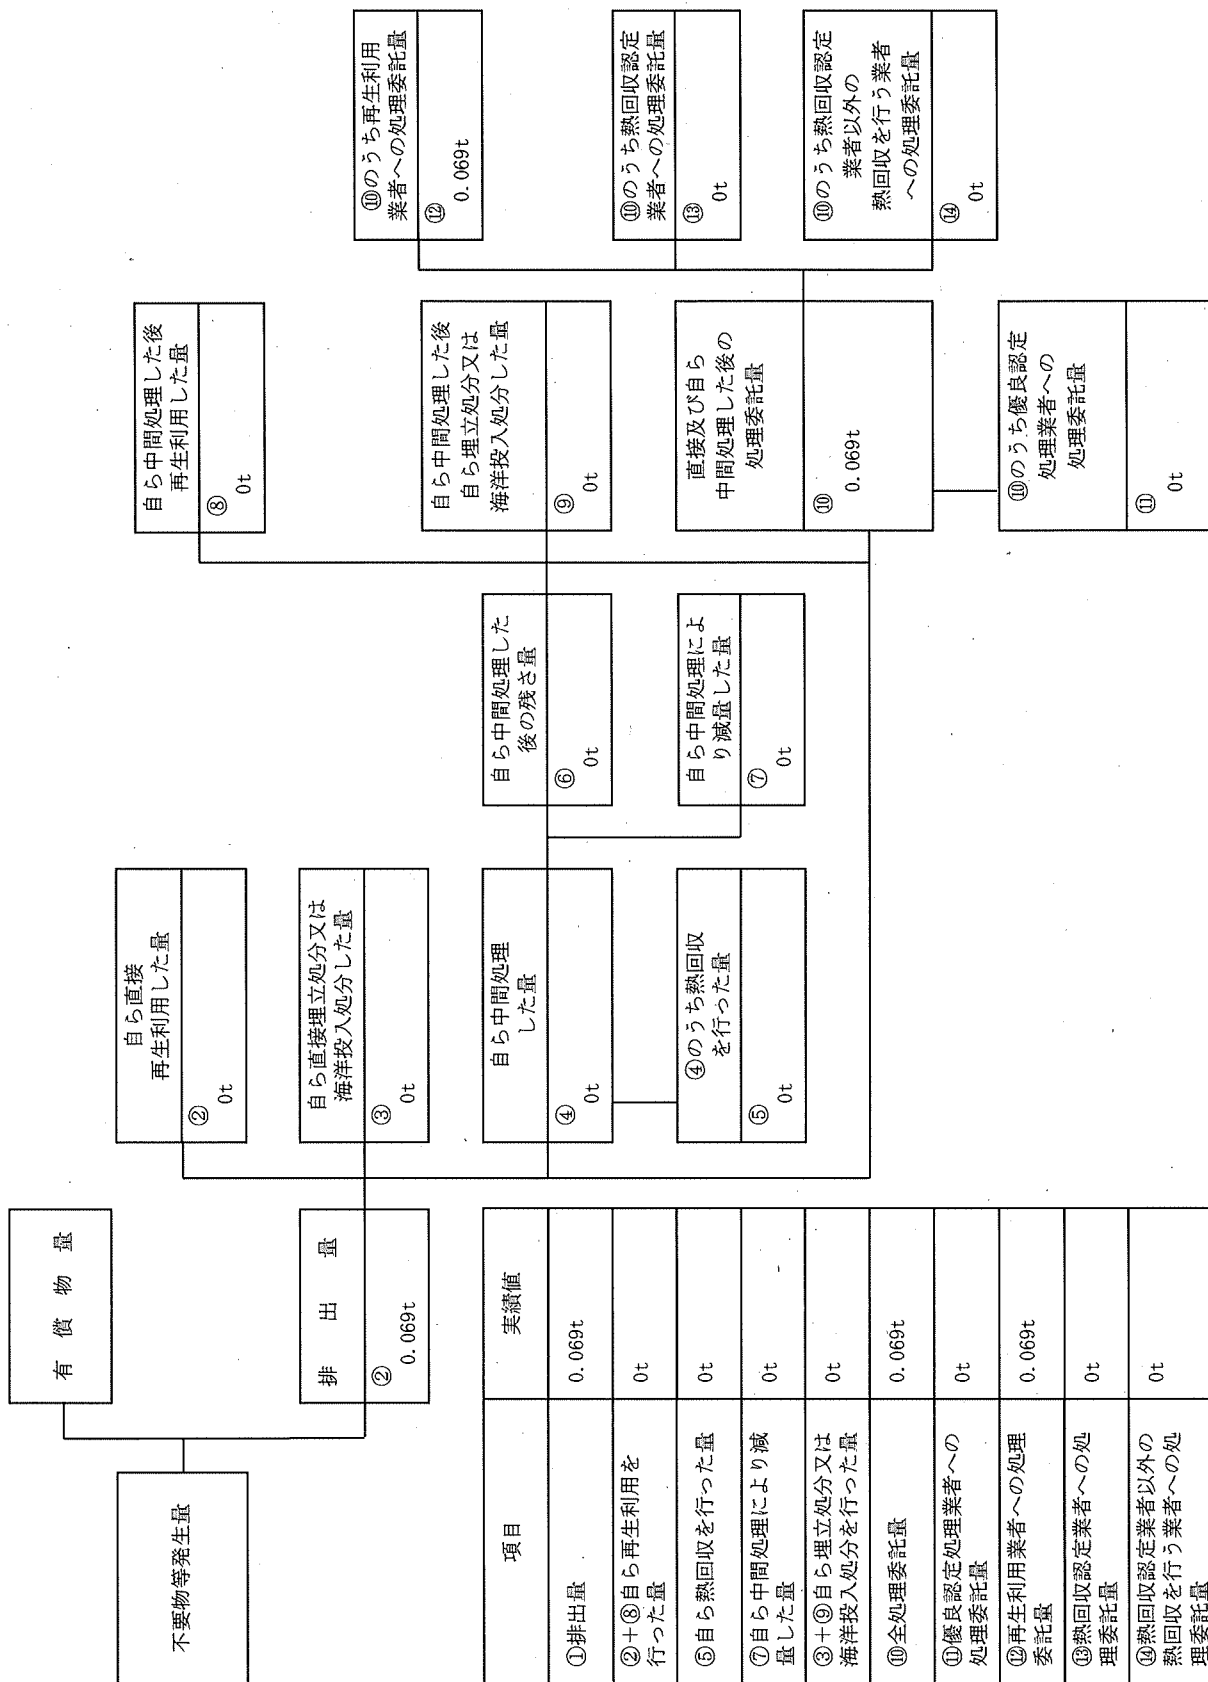 不要物等発生量
有償物量
排出量
②
0.069t
自ら直接
再生利用した量
②
0t
自ら直接埋立処分又は
海洋投入処分した量
③
0t
自ら中間処理
した量
④
0t
④のうち熱回収
を行った量
⑤
0t
自ら中間処理した
後の残さ量
⑥
0t
自ら中間処理によ
り減量した量
⑦
0t
自ら中間処理した後
再生利用した量
⑧
0t
自ら中間処理した後
自ら埋立処分又は
海洋投入処分した量
⑨
0t
直接及び自ら
中間処理した後の
処理委託量
⑩
0.069t
⑩のうち優良認定
処理業者への
処理委託量
⑪
0t
⑩のうち再生利用
業者への処理委託量
⑫
0.069t
⑩のうち熱回収認定
業者への処理委託量
⑬
0t
⑩のうち熱回収認定
業者以外の
熱回収を行う業者
への処理委託量
⑭
0t
項目 実績値
①排出量 0.069t
②+⑧自ら再生利用を
行った量 0t
⑤自ら熱回収を行った量 0t
⑦自ら中間処理により減
量した量 0t
③+⑨自ら埋立処分又は
海洋投入処分を行った量 0t
⑩全処理委託量 0.069t
⑪優良認定処理業者への
処理委託量 0t
⑫再生利用業者への処理
委託量 0.069t
⑬熱回収認定業者への処
理委託量 0t
⑭熱回収認定業者以外の
熱回収を行う業者への処
理委託量 0t